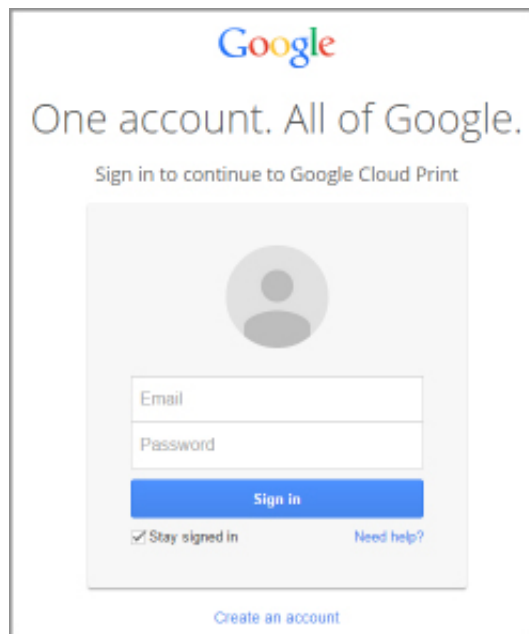 Google
One account. All of Google.
Sign in to continue to Google Cloud Print
Email
Password
Sign in
Stay signed in Need help?
Create an account